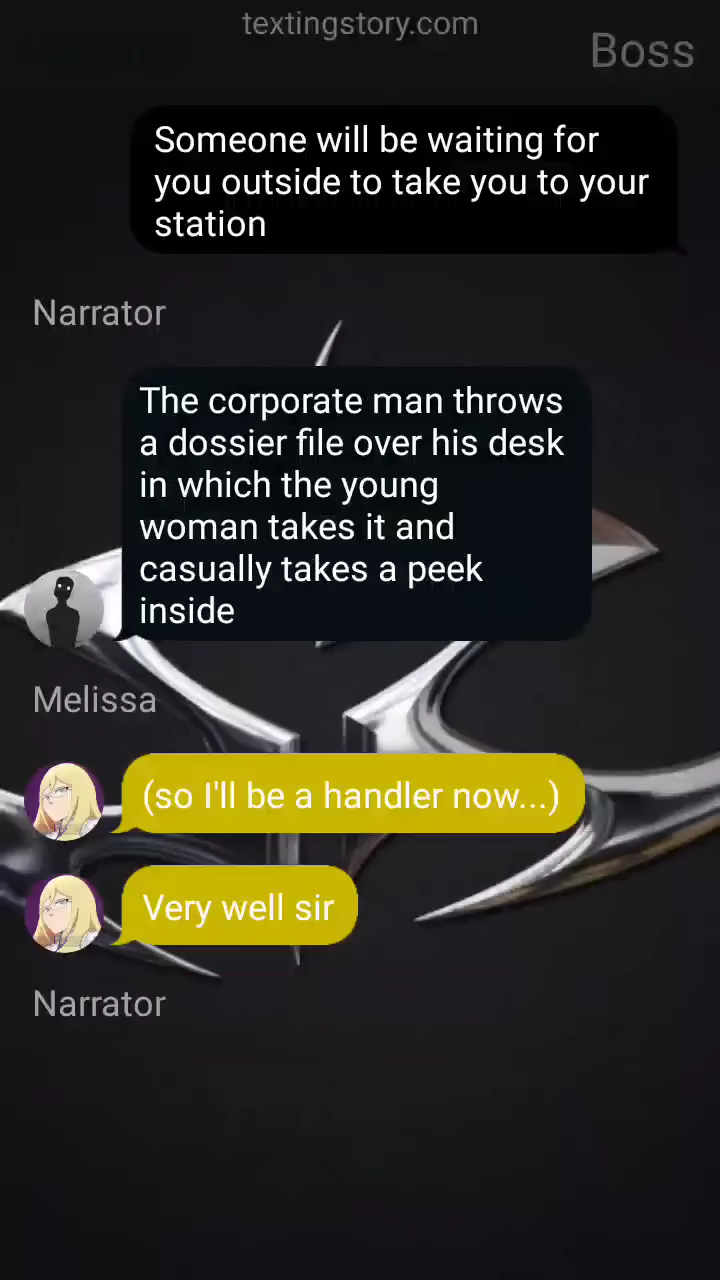 textingstory.com
Boss
Someone will be waiting for
you outside to take you to your
station
Narrator
The corporate man throws
a dossier file over his desk
in which the young
woman takes it and
casually takes a peek
inside
Melissa
(so I'll be a handler now...)
Very well sir
Narrator